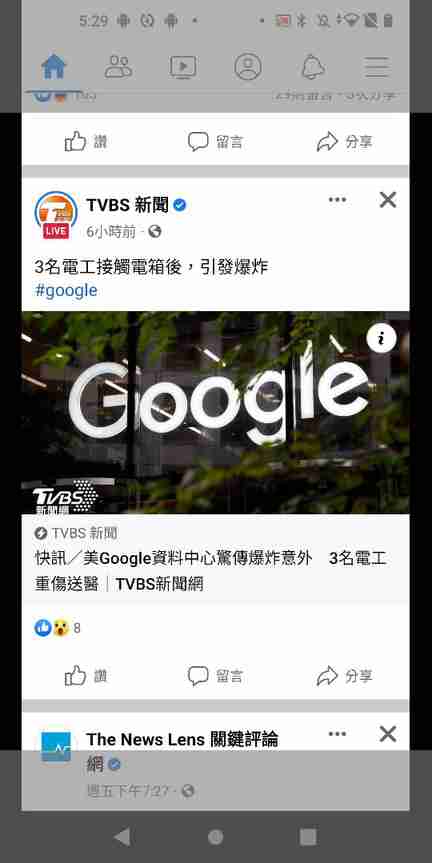 5:29
讚 留言 分享
TVBS 新聞
LIVE
6小時前
3名電工接觸電箱後，引發爆炸
#google
Google
TVBS
新聞網
TVBS 新聞
快訊／美Google資料中心驚傳爆炸意外 3名電工
重傷送醫│TVBS新聞網
8
讚 留言 分享
The News Lens 關鍵評論
網
週五下午7:27